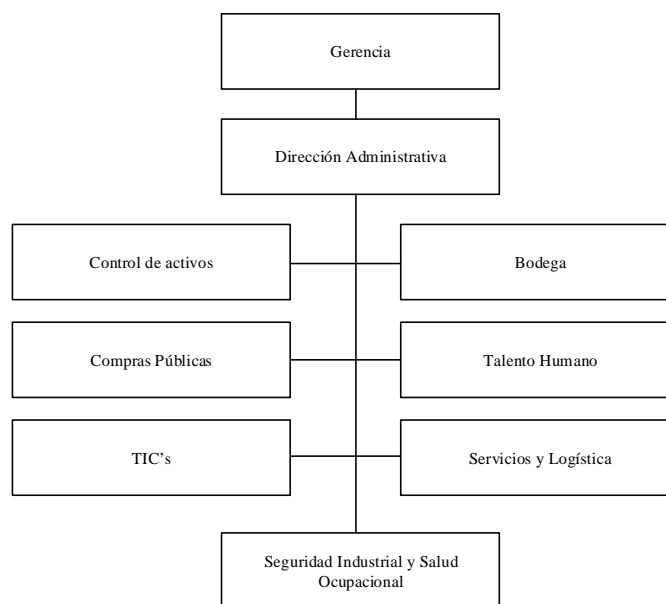 Gerencia
Dirección Administrativa
Control de activos
Bodega
Compras Públicas
Talento Humano
TIC's
Servicios y Logística
Seguridad Industrial y Salud
Ocupacional